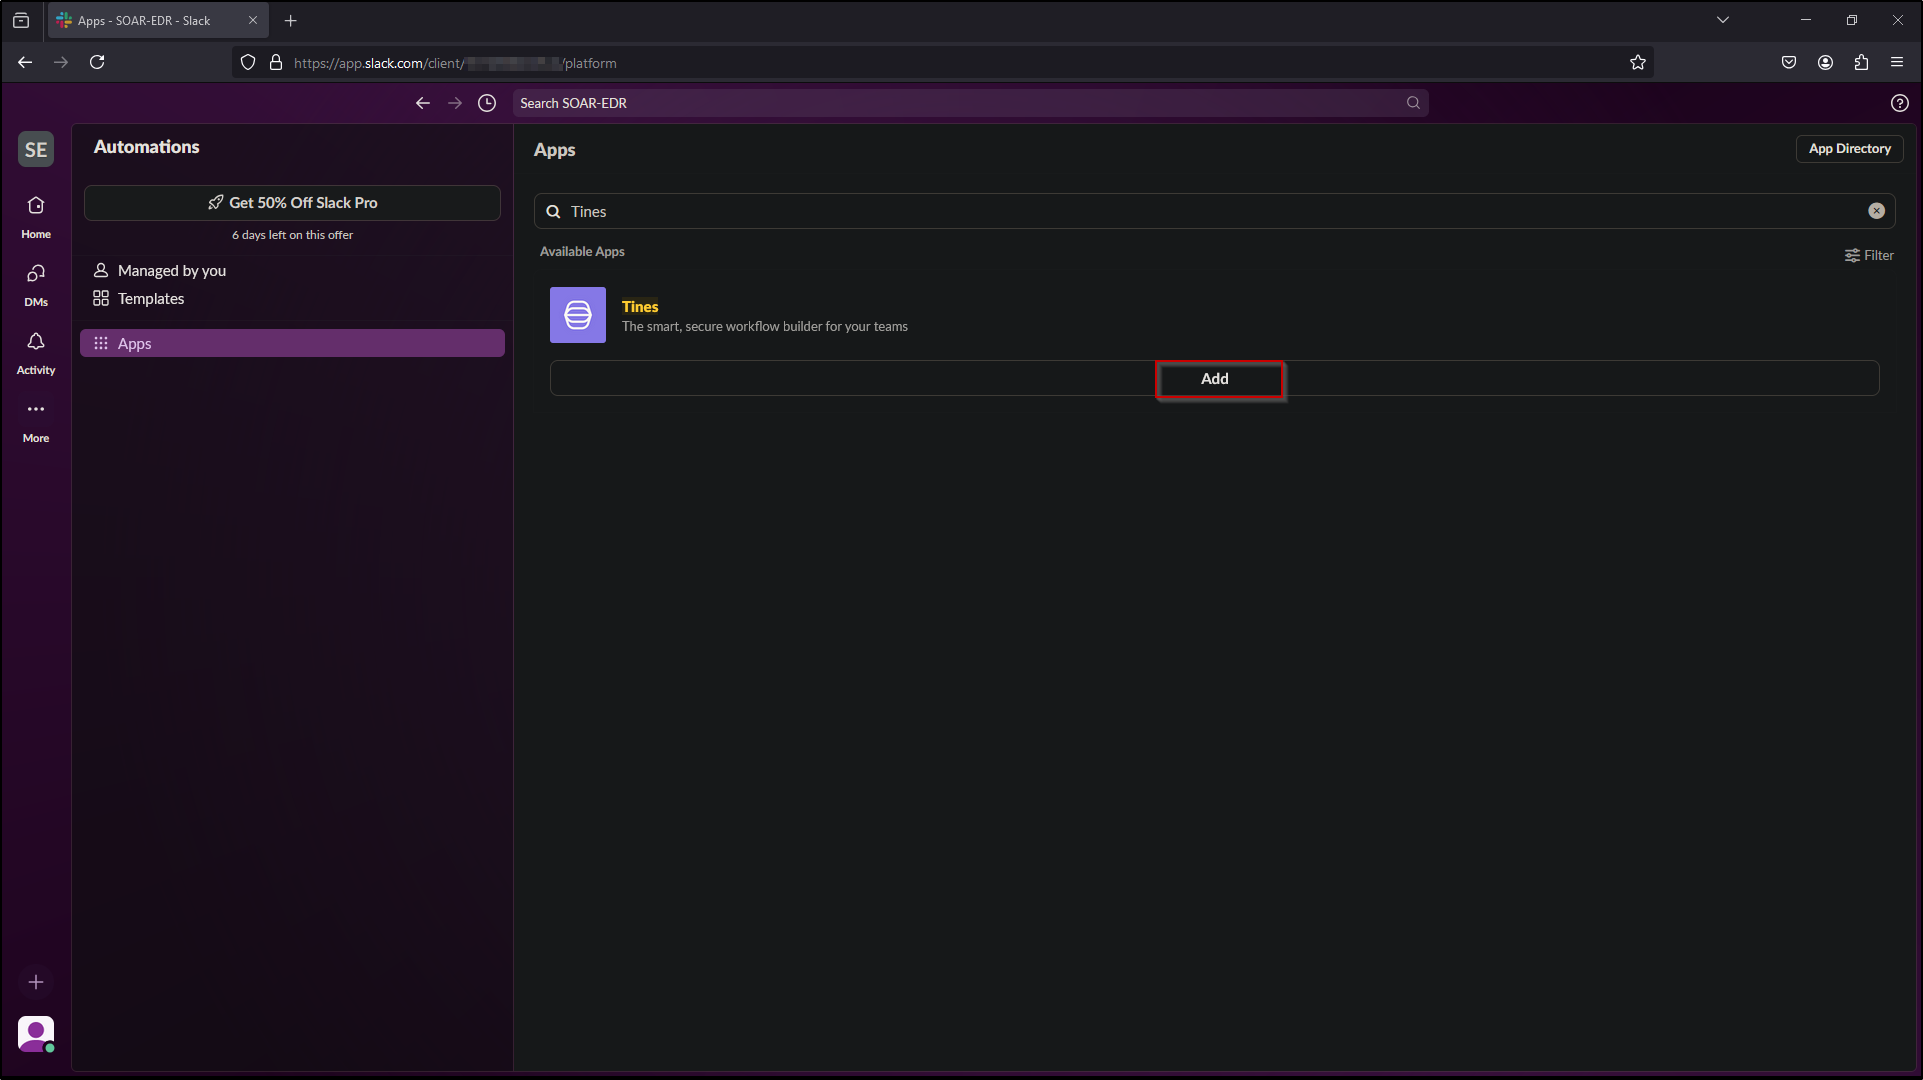 Apps - SOAR-EDR - Slack
https://app.slack.com/client/ /platform
Search SOAR-EDR
SE
Home
DMs
Activity
More
Automations
Get 50% Off Slack Pro
6 days left on this offer
Managed by you
Templates
Apps
Apps
App Directory
Tines
Available Apps
Filter
Tines
The smart, secure workflow builder for your teams
Add